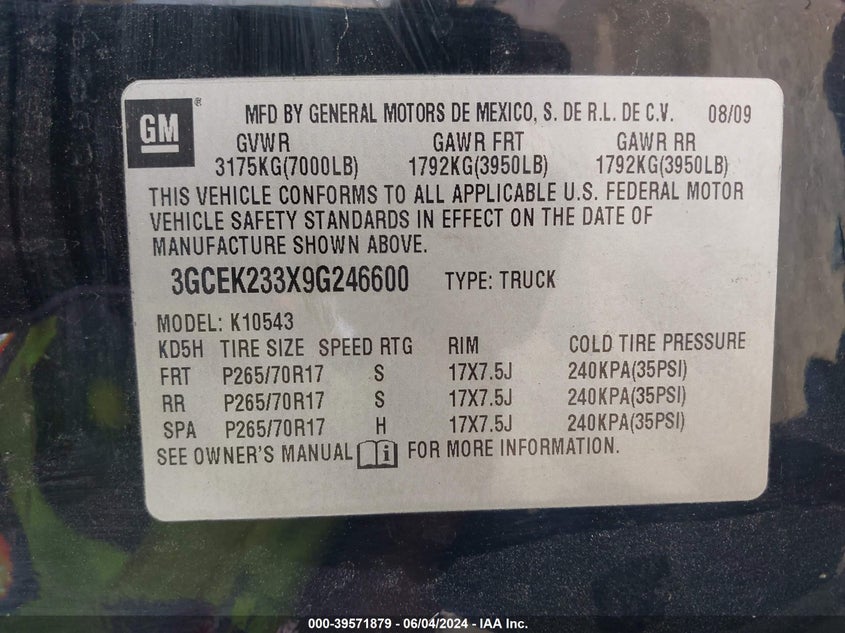 GM® MFD BY GENERAL MOTORS DE MEXICO, S. DE R.L. DE C.V. 08/09
GVWR GAWR FRT GAWR RR
3175KG(7000LB) 1792KG(3950LB) 1792KG(3950LB)
THIS VEHICLE CONFORMS TO ALL APPLICABLE U.S. FEDERAL MOTOR
VEHICLE SAFETY STANDARDS IN EFFECT ON THE DATE OF
MANUFACTURE SHOWN ABOVE.
3GCEK233X9G246600 TYPE: TRUCK
MODEL: K10543
KD5H TIRE SIZE SPEED RTG RIM COLD TIRE PRESSURE
FRT P265/70R17 S 17X7.5J 240KPA(35PSI)
RR P265/70R17 S 17X7.5J 240KPA(35PSI)
SPA P265/70R17 H 17X7.5J 240KPA(35PSI)
SEE OWNER'S MANUAL i FOR MORE INFORMATION.
000-39571879 - 06/04/2024 - IAA Inc.